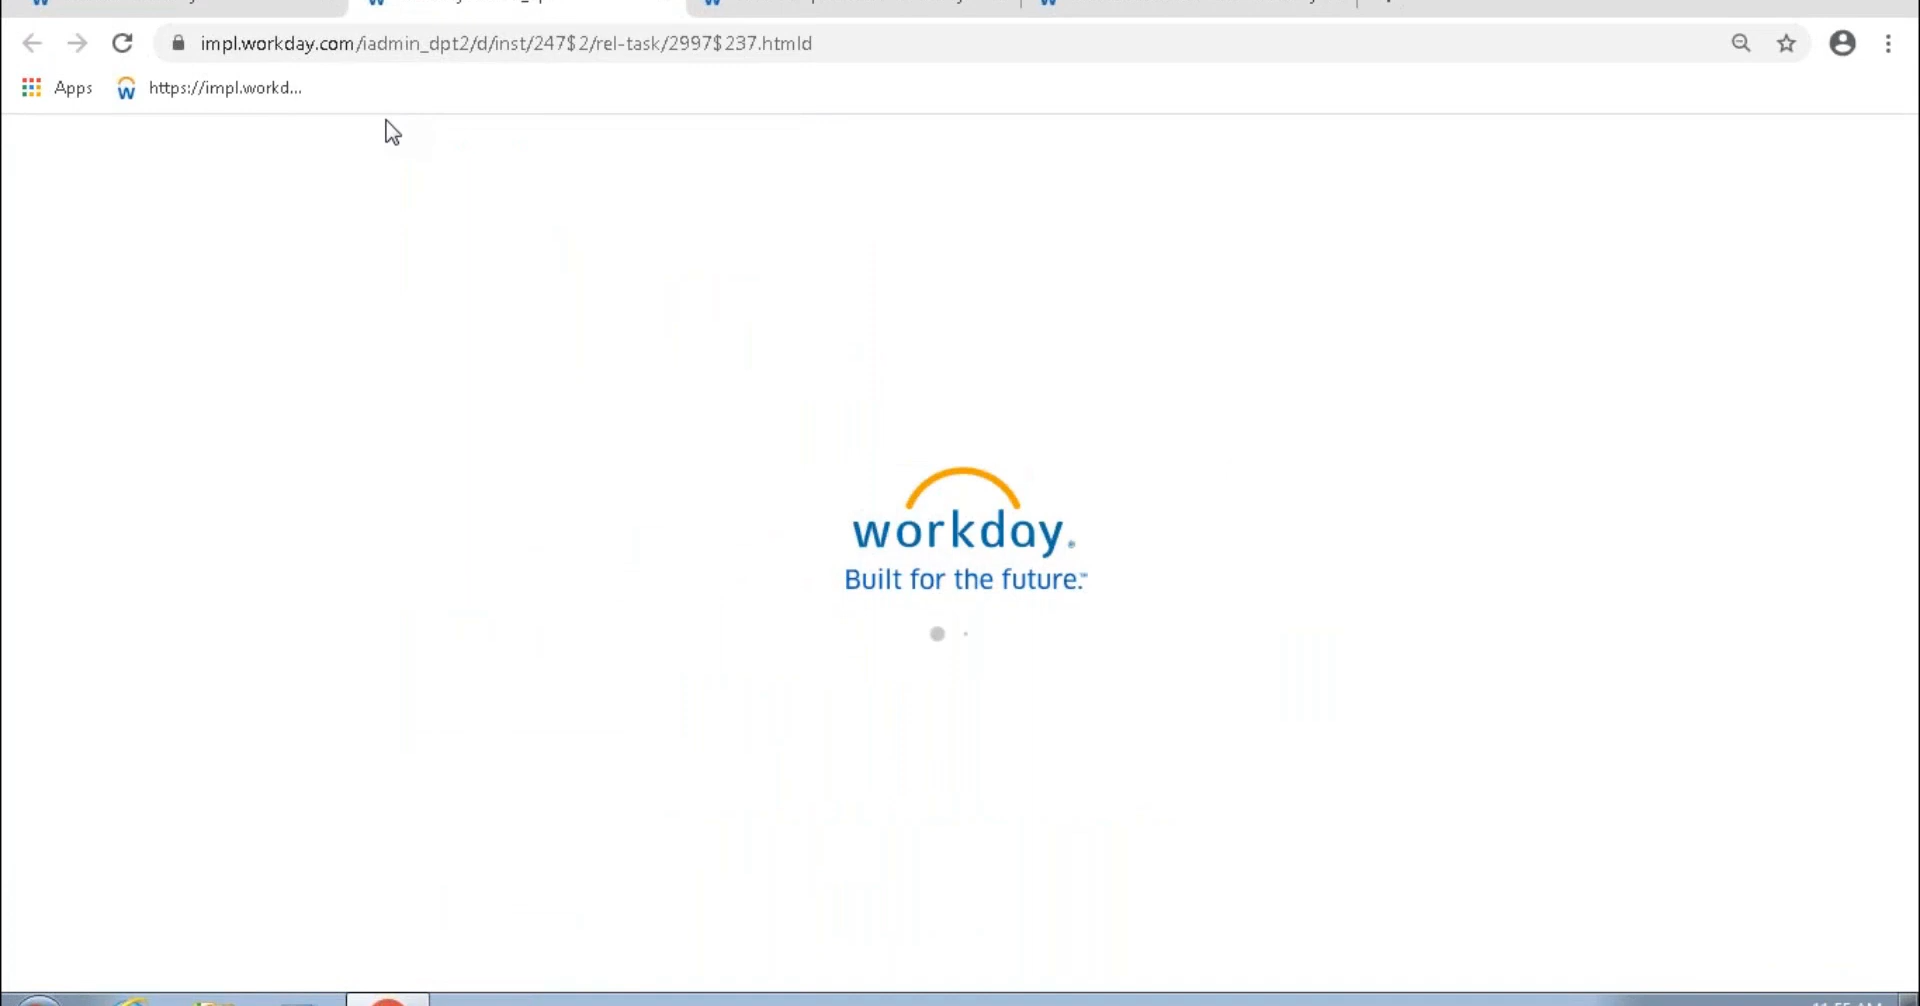 impl.workday.com/iadmin_dpt2/d/inst/247$2/rel-task/2997$237.htmld
Apps
https://impl.workd...
workday.
Built for the future.™